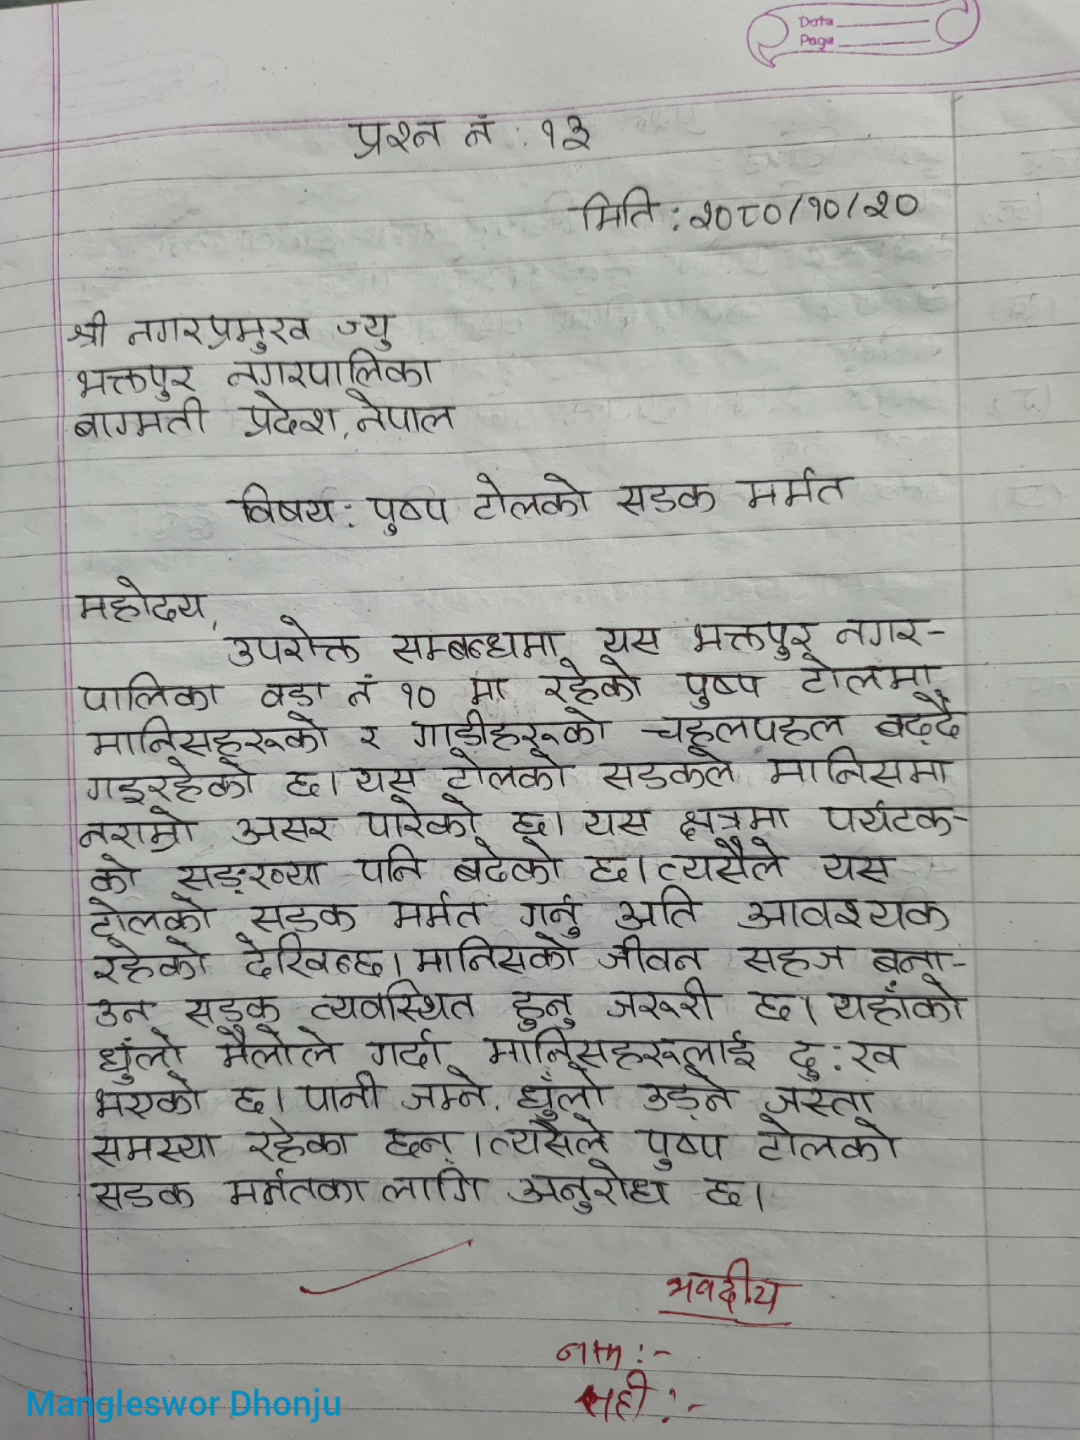 Date
Page
प्रश्न नं : १३
मिति : २०८०/१०/२०
श्री नगरप्रमुख ज्यु
भक्तपुर नगरपालिका
बागमती प्रदेश, नेपाल
विषय : पुष्प टोलको सडक मर्मत
महोदय,
उपरोक्त सम्बन्धमा यस भक्तपुर नगर-
पालिका वडा नं १० मा रहेको पुष्प टोलमा
मानिसहरूको र गाडीहरूको चहलपहल बढ्दै
गइरहेको छ। यस टोलको सडकले मानिसमा
नराम्रो असर पारेको छ। यस क्षत्रमा पर्यटक-
को सङ्ख्या पनि बढेको छ। त्यसैले यस
टोलको सडक मर्मत गर्नु अति आवश्यक
रहेको देखिन्छ। मानिसको जीवन सहज बना-
उन सडक व्यवस्थित हुनु जरूरी छ। यहाँको
धुँलो मैलोले गर्दा मानिसहरूलाई दु:ख
भएको छ। पानी जम्ने, धुँलो उड्ने जस्ता
समस्या रहेका छन्। त्यसैले पुष्प टोलको
सडक मर्मतका लागि अनुरोध छ।
भवदीय
नाम :-
सही :-
Mangleswor Dhonju